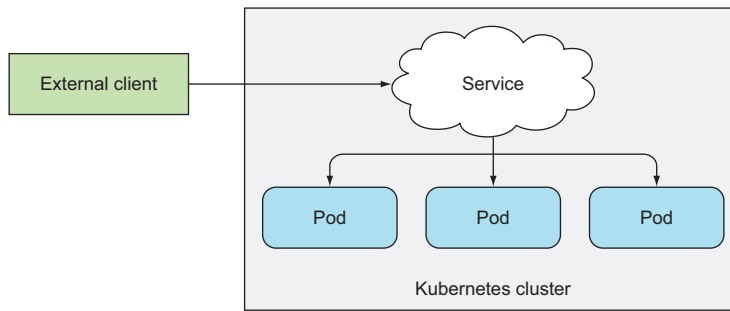 External client
Service
Pod
Pod
Pod
Kubernetes cluster